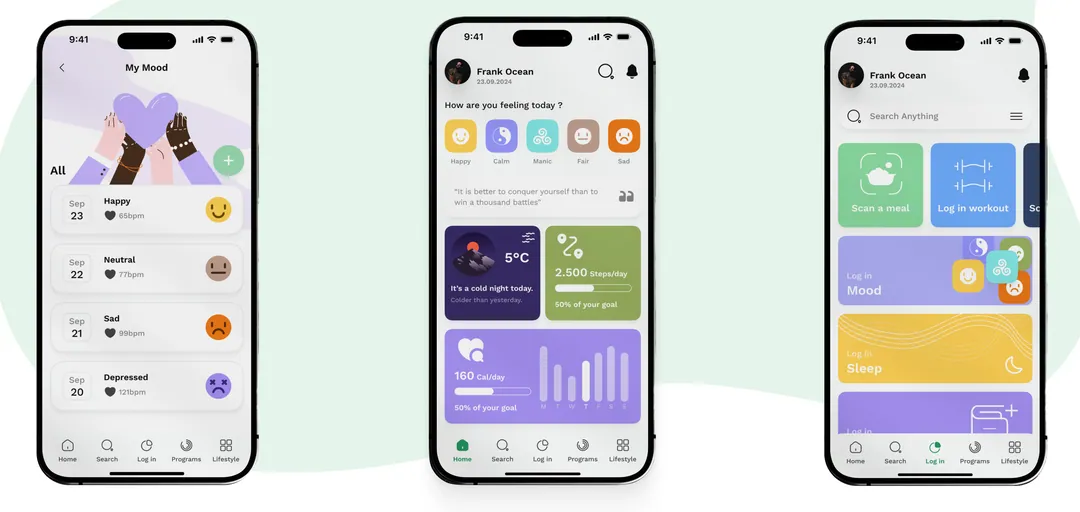 9:41
My Mood
All
+
Sep
23
Happy
65bpm
Sep
22
Neutral
77bpm
Sep
21
Sad
99bpm
Sep
20
Depressed
121bpm
Home Search Log in Programs Lifestyle
9:41
Frank Ocean
23.09.2024
How are you feeling today ?
Happy Calm Manic Fair Sad
“It is better to conquer yourself than to
win a thousand battles”
5°C
It’s a cold night today.
Colder than yesterday.
2.500 Steps/day
50% of your goal
160 Cal/day
50% of your goal
M T W T F S S
Home Search Log in Programs Lifestyle
9:41
Frank Ocean
23.09.2024
Search Anything
Scan a meal
Log in workout
Sc
Log in
Mood
Log in
Sleep
Log in
Home Search Log in Programs Lifestyle